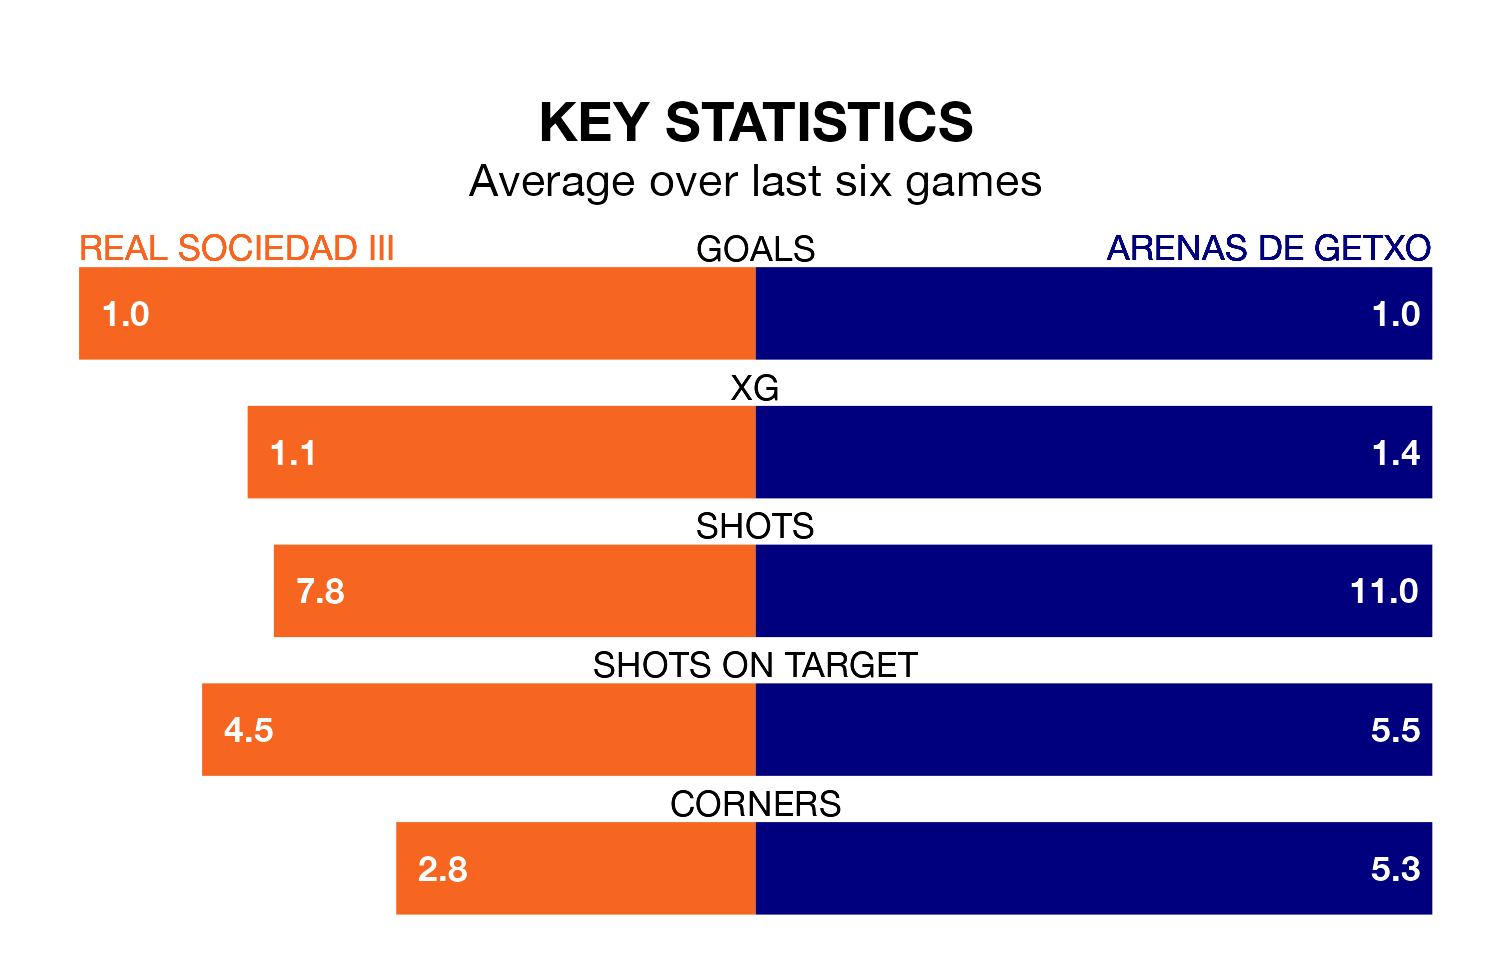 KEY STATISTICS
Average over last six games
REAL SOCIEDAD III GOALS ARENAS DE GETXO
1.0 1.0
XG
1.1 1.4
SHOTS
7.8 11.0
SHOTS ON TARGET
4.5 5.5
CORNERS
2.8 5.3